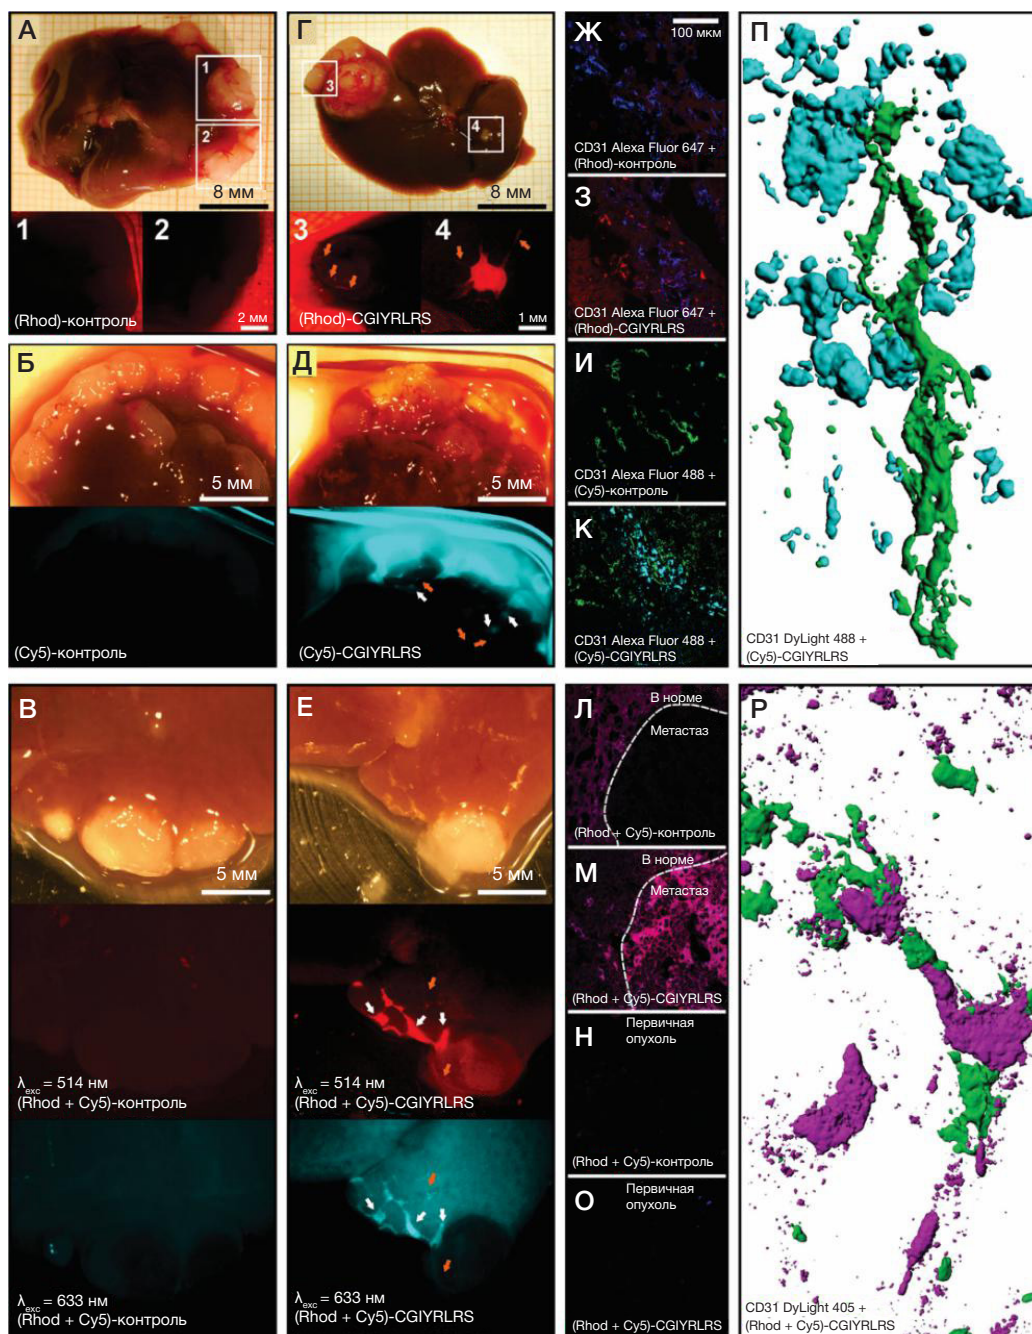 А
1
2
8 мм
1
2
(Rhod)-контроль
2 мм
Г
3
4
8 мм
3
4
(Rhod)-CGIYRLRS
1 мм
Б
5 мм
(Cy5)-контроль
Д
5 мм
(Cy5)-CGIYRLRS
Ж
100 мкм
CD31 Alexa Fluor 647 +
(Rhod)-контроль
З
CD31 Alexa Fluor 647 +
(Rhod)-CGIYRLRS
И
CD31 Alexa Fluor 488 +
(Cy5)-контроль
К
CD31 Alexa Fluor 488 +
(Cy5)-CGIYRLRS
П
CD31 DyLight 488 +
(Cy5)-CGIYRLRS
В
5 мм
λexc = 514 нм
(Rhod + Cy5)-контроль
λexc = 633 нм
(Rhod + Cy5)-контроль
Е
5 мм
λexc = 514 нм
(Rhod + Cy5)-CGIYRLRS
λexc = 633 нм
(Rhod + Cy5)-CGIYRLRS
Л
В норме
Метастаз
(Rhod + Cy5)-контроль
М
В норме
Метастаз
(Rhod + Cy5)-CGIYRLRS
Н
Первичная
опухоль
(Rhod + Cy5)-контроль
О
Первичная
опухоль
(Rhod + Cy5)-CGIYRLRS
Р
CD31 DyLight 405 +
(Rhod + Cy5)-CGIYRLRS